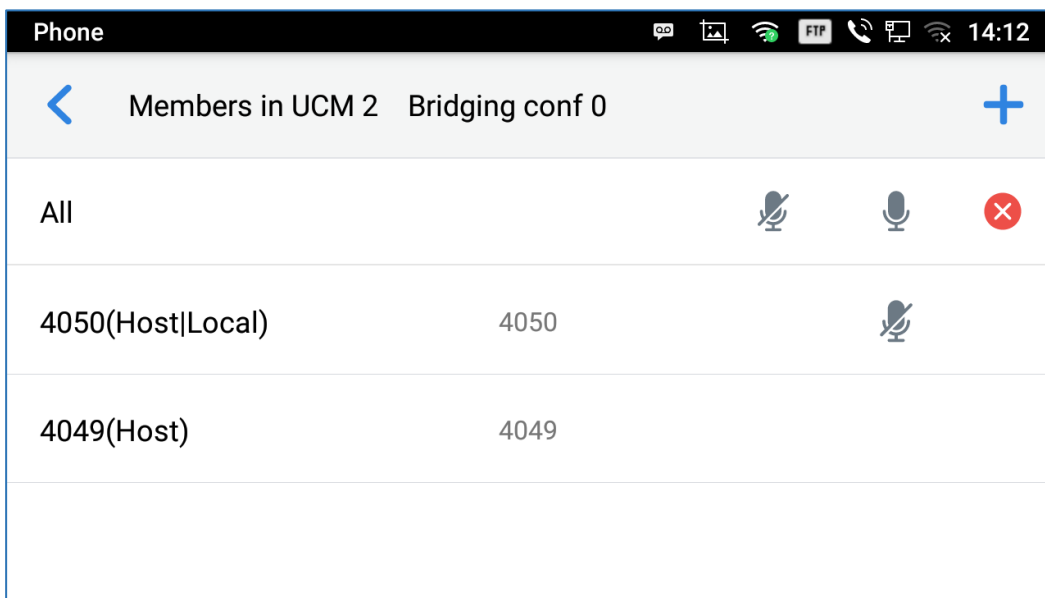 Phone FTP 14:12
Members in UCM 2 Bridging conf 0
All
4050(Host|Local) 4050
4049(Host) 4049